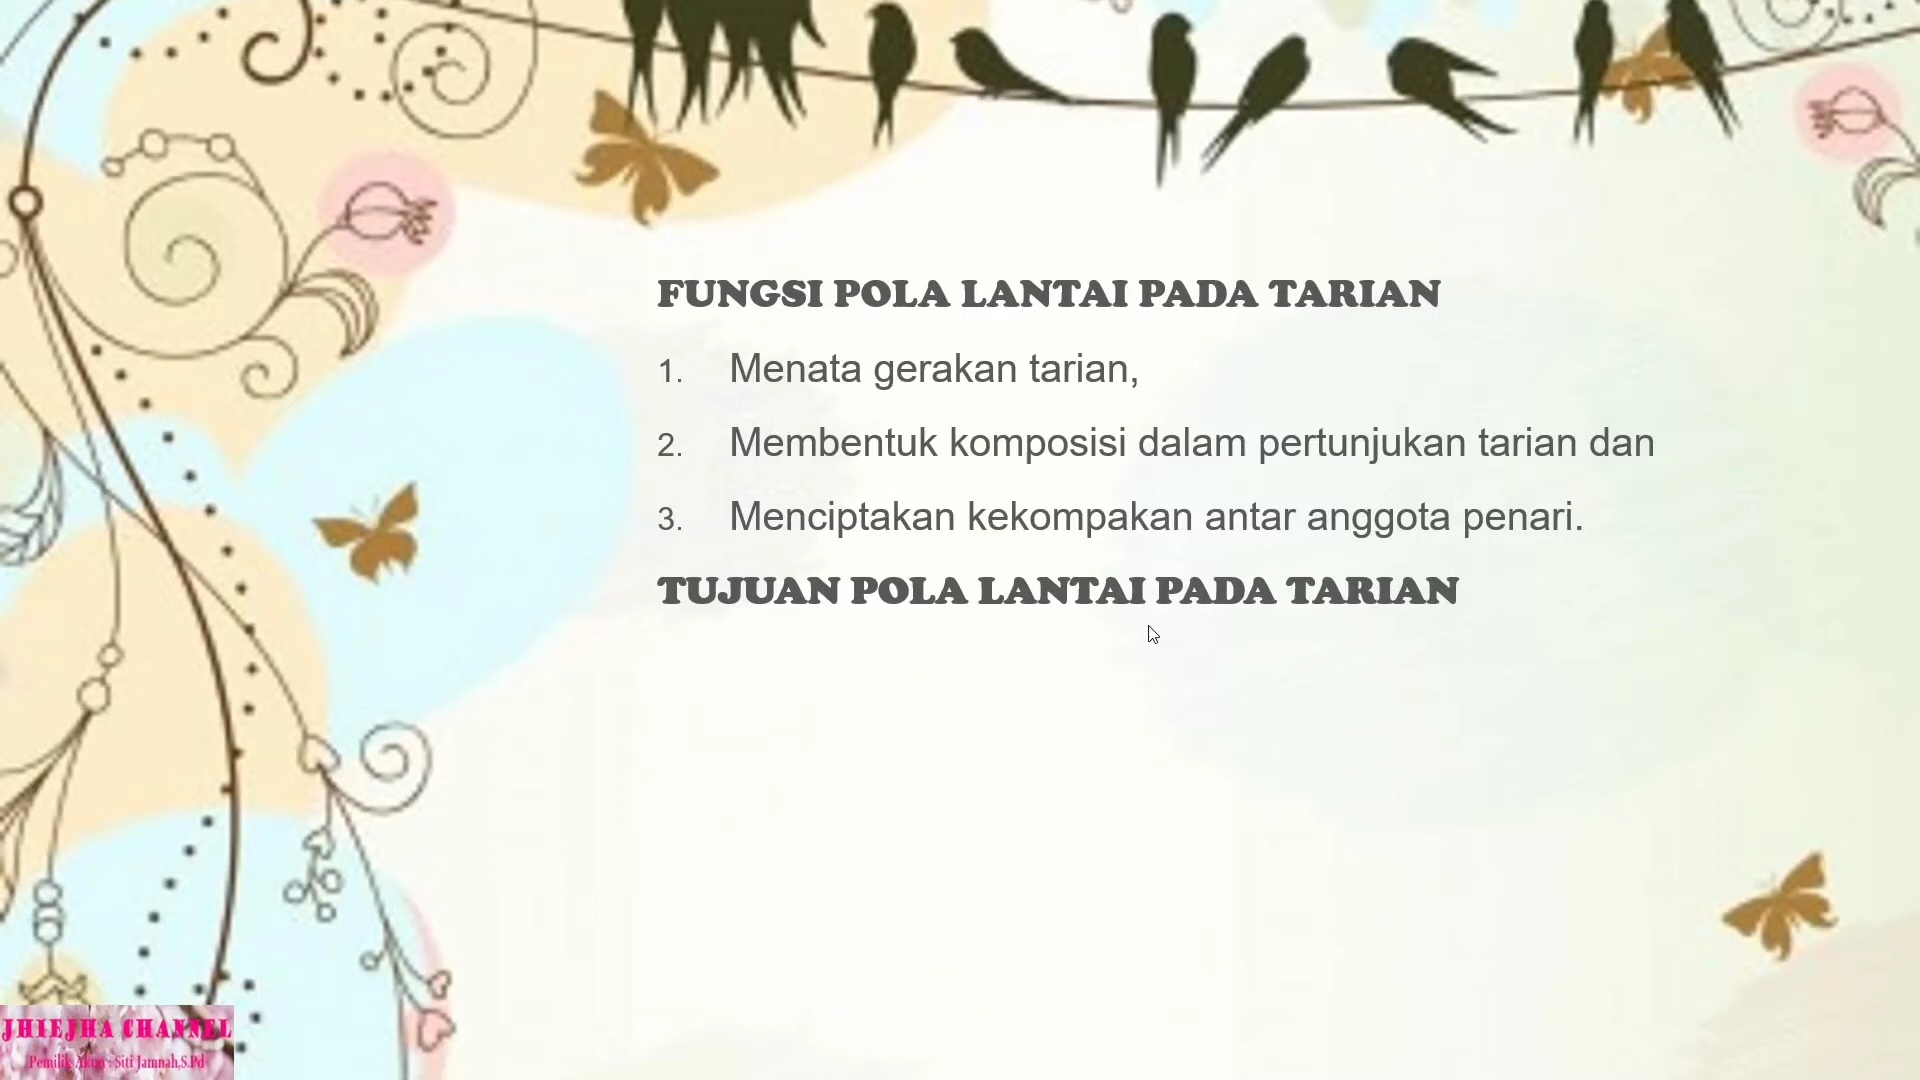 FUNGSI POLA LANTAI PADA TARIAN
1. Menata gerakan tarian,
2. Membentuk komposisi dalam pertunjukan tarian dan
3. Menciptakan kekompakan antar anggota penari.
TUJUAN POLA LANTAI PADA TARIAN
JHIEJHA CHANNEL
Pemilik Akun : Siti Jamnah,S.Pd